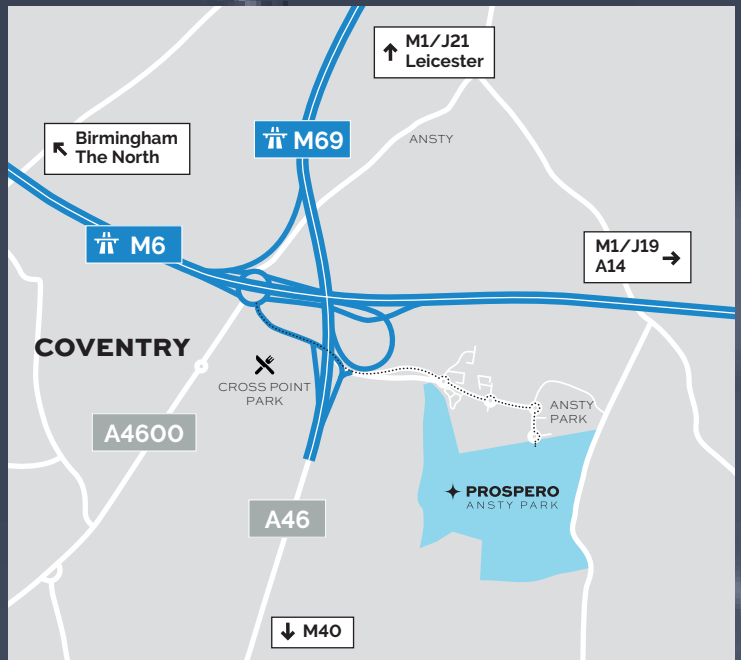 M1/J21
Leicester
M69
ANSTY
Birmingham
The North
M6
M1/J19
A14
COVENTRY
CROSS POINT
PARK
ANSTY
PARK
A4600
PROSPERO
ANSTY PARK
A46
M40